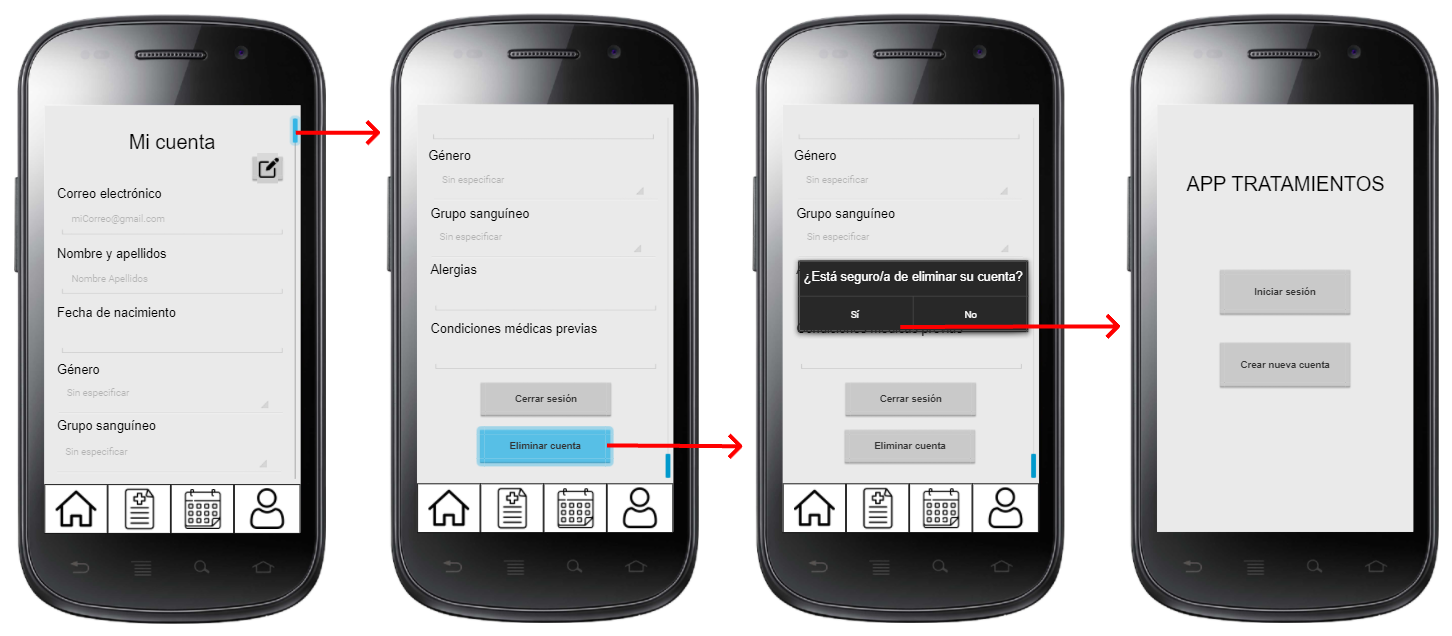 Mi cuenta
Correo electrónico
miCorreo@gmail.com
Nombre y apellidos
Nombre Apellidos
Fecha de nacimiento
Género
Sin especificar
Grupo sanguíneo
Sin especificar
Género
Sin especificar
Grupo sanguíneo
Sin especificar
Alergias
Condiciones médicas previas
Cerrar sesión
Eliminar cuenta
Género
Sin especificar
Grupo sanguíneo
Sin especificar
¿Está seguro/a de eliminar su cuenta?
Sí
No
Cerrar sesión
Eliminar cuenta
APP TRATAMIENTOS
Iniciar sesión
Crear nueva cuenta